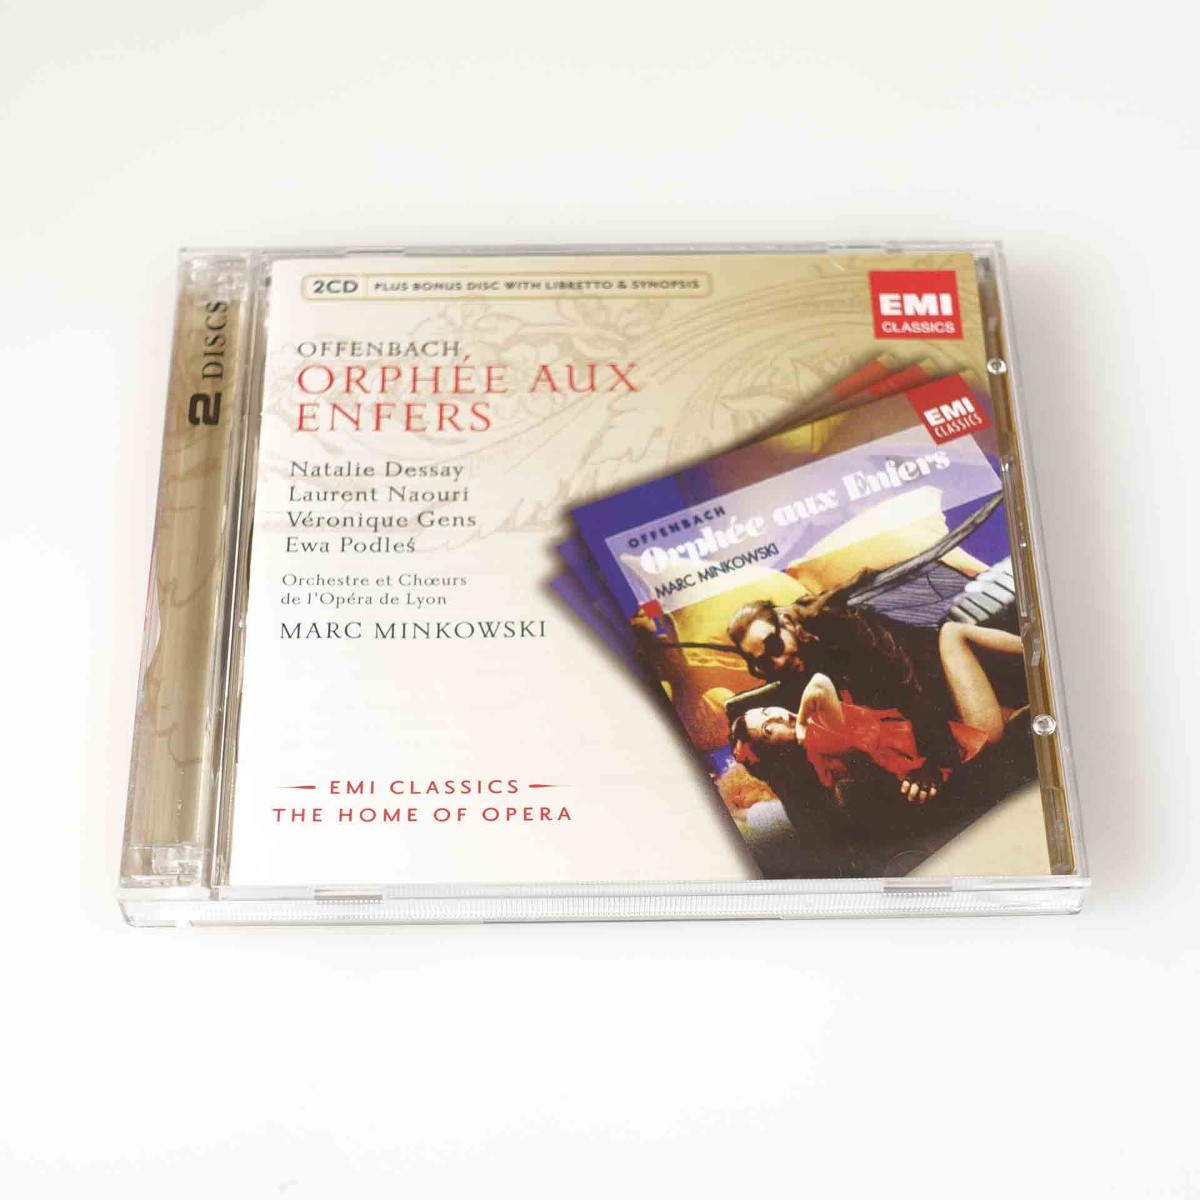 2 DISCS
2CD PLUS BONUS DISC WITH LIBRETTO & SYNOPSIS
EMI
CLASSICS
OFFENBACH
ORPHÉE AUX
ENFERS
Natalie Dessay
Laurent Naouri
Véronique Gens
Ewa Podleś
Orchestre et Chœurs
de l'Opéra de Lyon
MARC MINKOWSKI
EMI
CLASSICS
OFFENBACH
Orphée aux Enfers
MARC MINKOWSKI
EMI CLASSICS
THE HOME OF OPERA